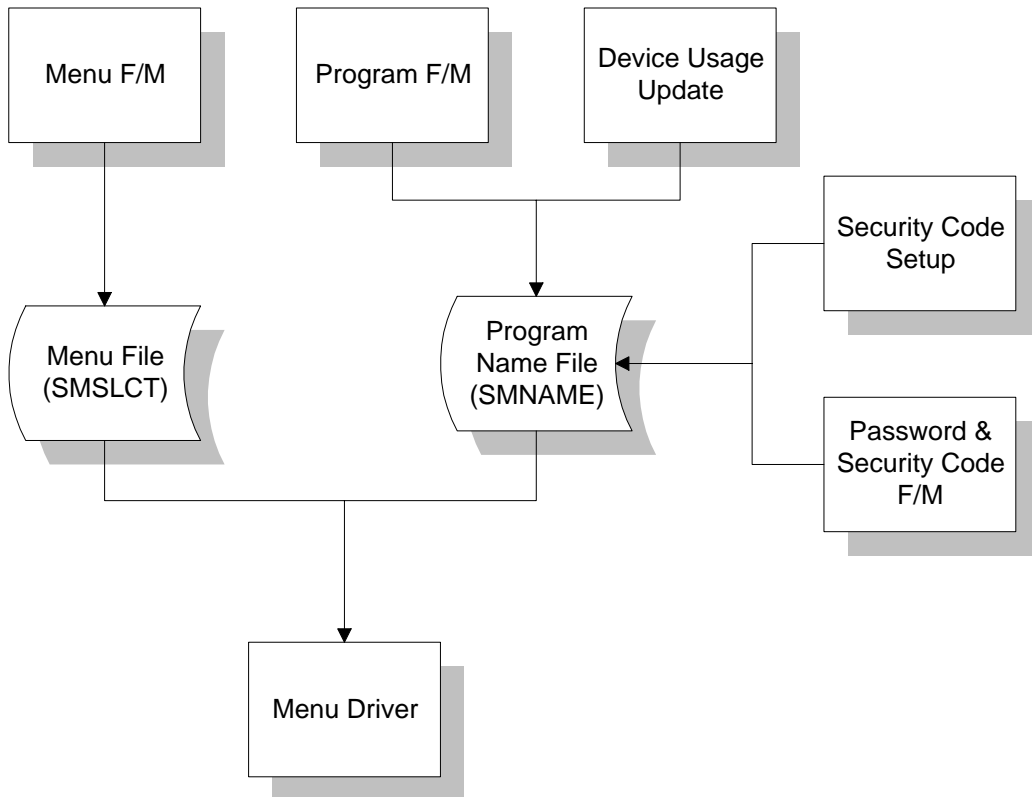 Menu F/M
Program F/M
Device Usage
Update
Security Code
Setup
Menu File
(SMSLCT)
Program
Name File
(SMNAME)
Password &
Security Code
F/M
Menu Driver